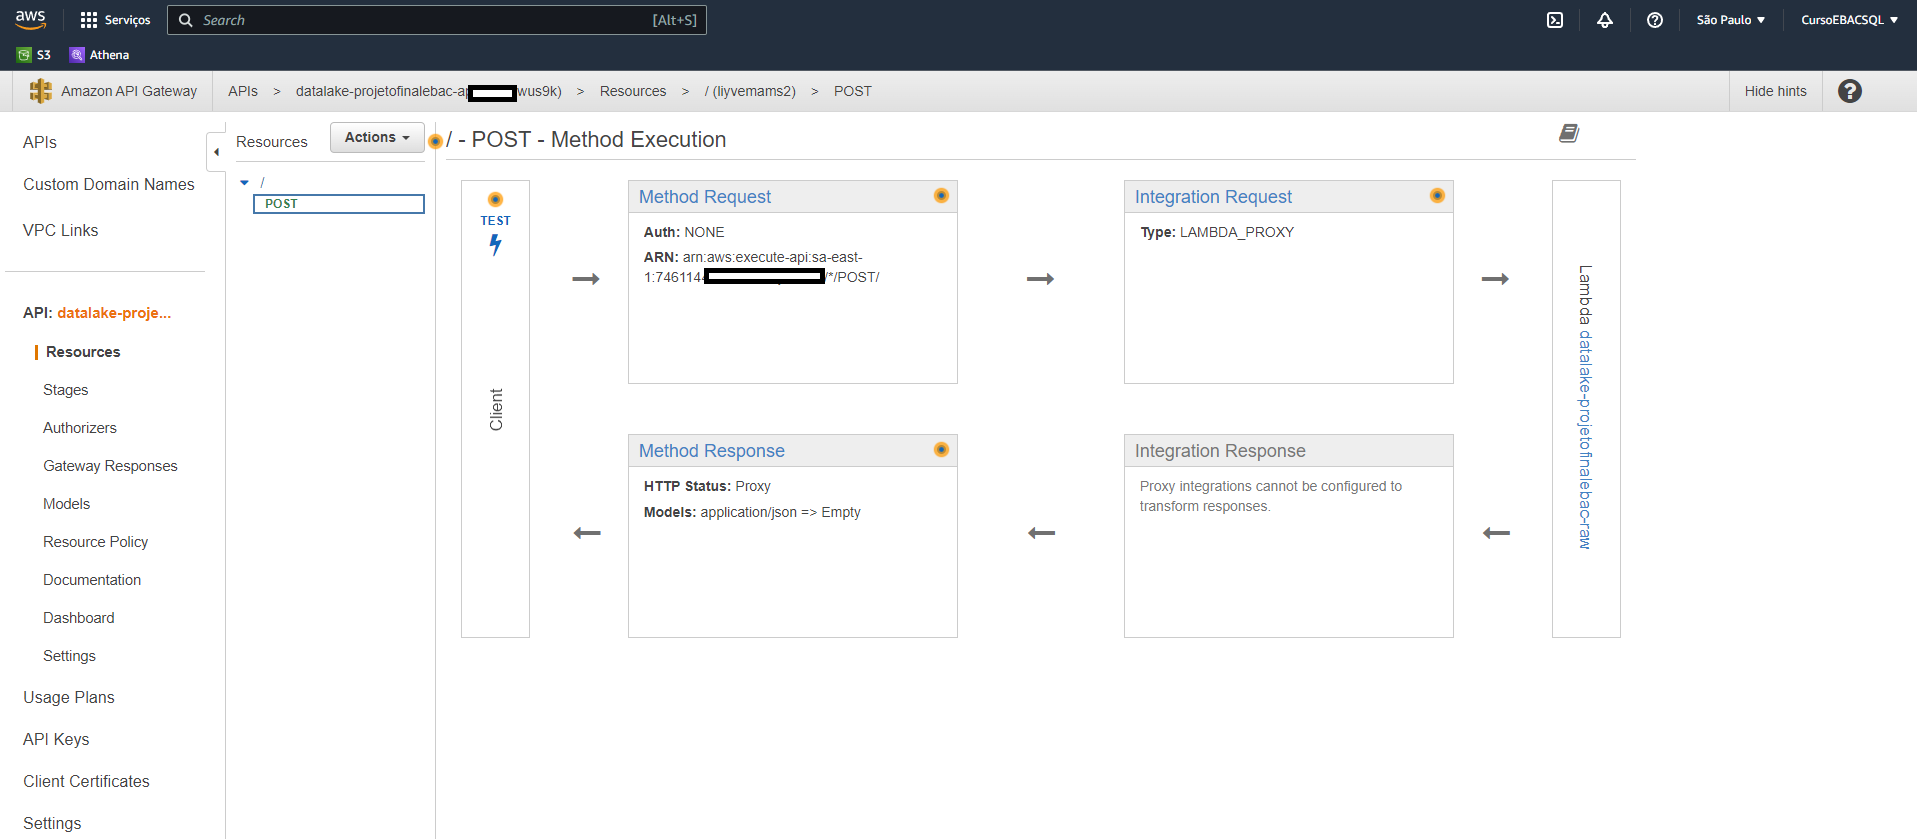 aws Serviços Search [Alt+S] São Paulo CursoEBACSQL
S3 Athena
Amazon API Gateway APIs > datalake-projetofinalebac-ap wus9k) > Resources > / (liyvemams2) > POST Hide hints ?
APIs
Custom Domain Names
VPC Links
API: datalake-proje...
Resources
Stages
Authorizers
Gateway Responses
Models
Resource Policy
Documentation
Dashboard
Settings
Usage Plans
API Keys
Client Certificates
Settings
Resources Actions
/
POST
/ - POST - Method Execution
TEST
Client
Method Request
Auth: NONE
ARN: arn:aws:execute-api:sa-east-
1:746114 /*/POST/
Integration Request
Type: LAMBDA_PROXY
Lambda datalake-projetofinalebac-raw
Method Response
HTTP Status: Proxy
Models: application/json => Empty
Integration Response
Proxy integrations cannot be configured to
transform responses.